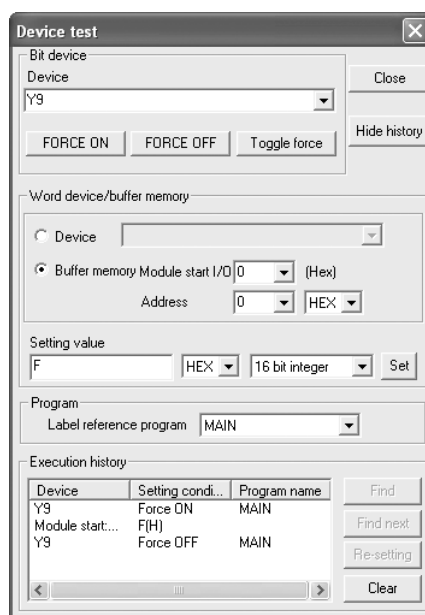 Device test
Bit device
Device
Close
Y9
FORCE ON FORCE OFF Toggle force
Hide history
Word device/buffer memory
Device
Buffer memory Module start I/O 0 (Hex)
Address 0 HEX
Setting value
F HEX 16 bit integer Set
Program
Label reference program MAIN
Execution history
Device Setting condi... Program name
Y9 Force ON MAIN
Module start:... F(H)
Y9 Force OFF MAIN
Find
Find next
Re-setting
Clear